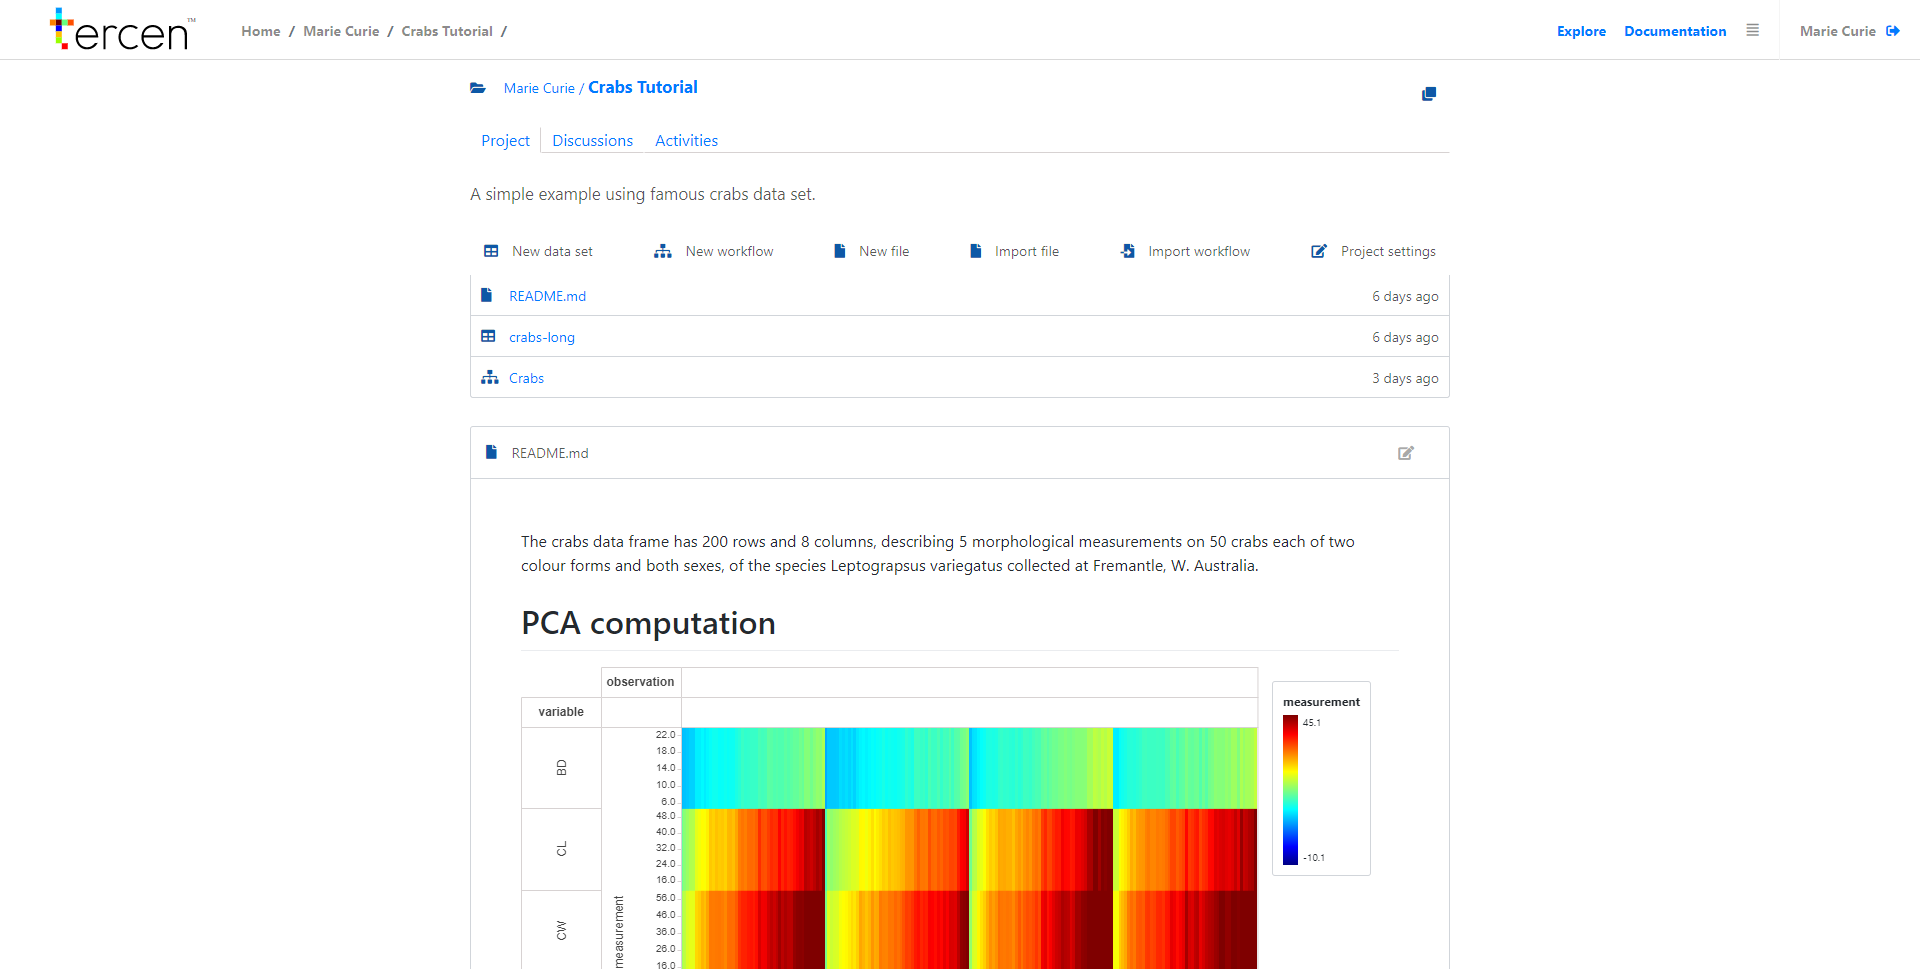 tercen™
Home / Marie Curie / Crabs Tutorial /
Explore Documentation
Marie Curie
Marie Curie / Crabs Tutorial
Project Discussions Activities
A simple example using famous crabs data set.
New data set New workflow New file Import file Import workflow Project settings
README.md 6 days ago
crabs-long 6 days ago
Crabs 3 days ago
README.md
The crabs data frame has 200 rows and 8 columns, describing 5 morphological measurements on 50 crabs each of two
colour forms and both sexes, of the species Leptograpsus variegatus collected at Fremantle, W. Australia.
PCA computation
observation
variable
measurement
45.1
-10.1
BD
22.0
18.0
14.0
10.0
6.0
CL
48.0
40.0
32.0
24.0
16.0
CW
56.0
46.0
36.0
26.0
16.0
measurement